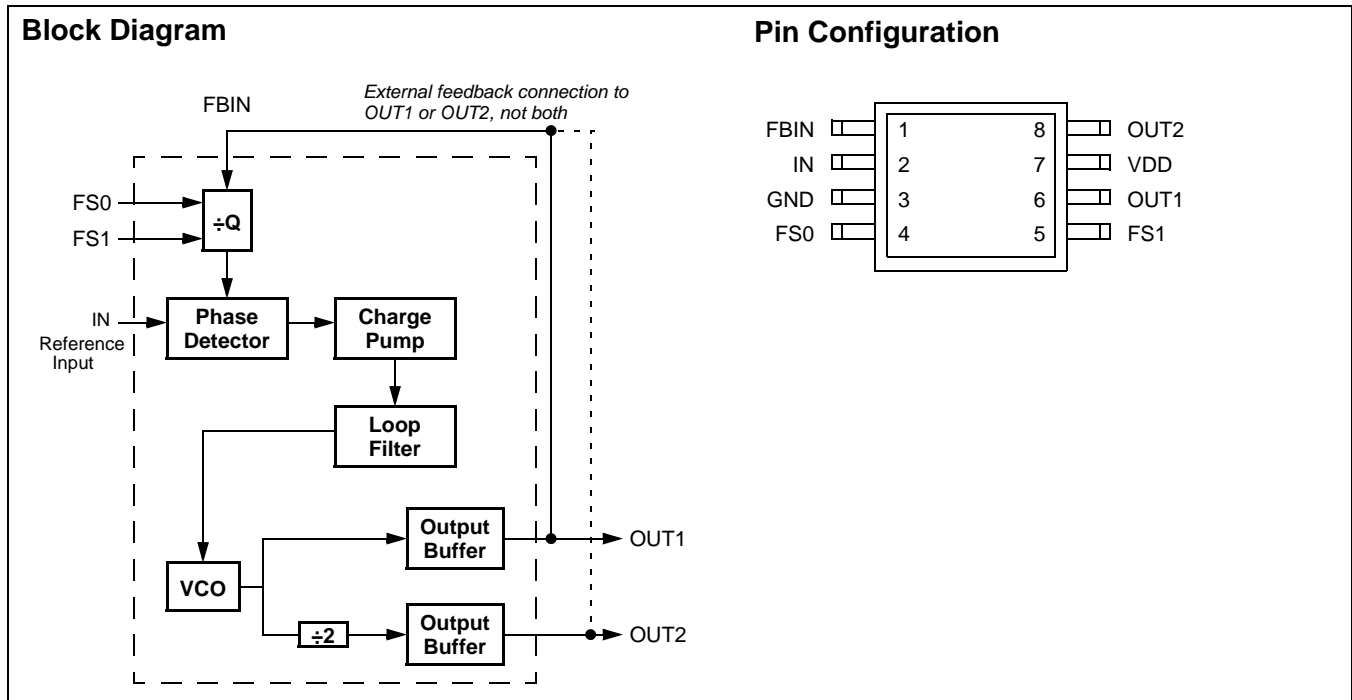 Block Diagram
FBIN
External feedback connection to
OUT1 or OUT2, not both
FS0
FS1
÷Q
IN
Reference
Input
Phase
Detector
Charge
Pump
Loop
Filter
VCO
Output
Buffer
OUT1
÷2
Output
Buffer
OUT2
Pin Configuration
FBIN 1 8 OUT2
IN 2 7 VDD
GND 3 6 OUT1
FS0 4 5 FS1